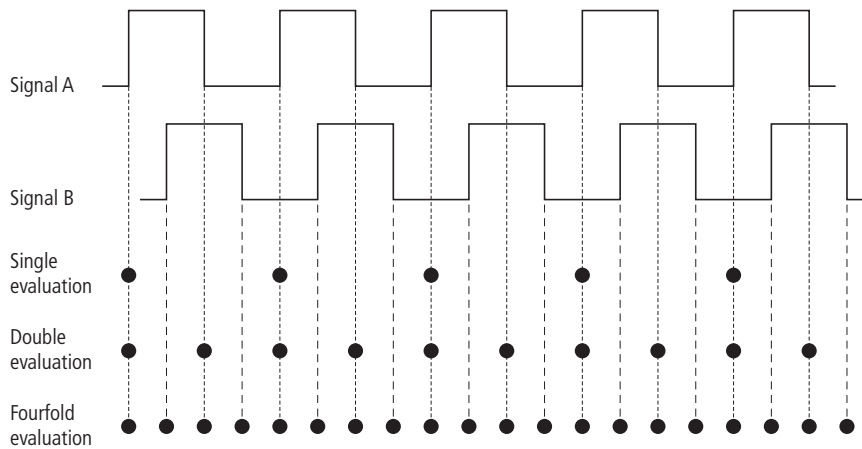 Signal A
Signal B
Single
evaluation
Double
evaluation
Fourfold
evaluation